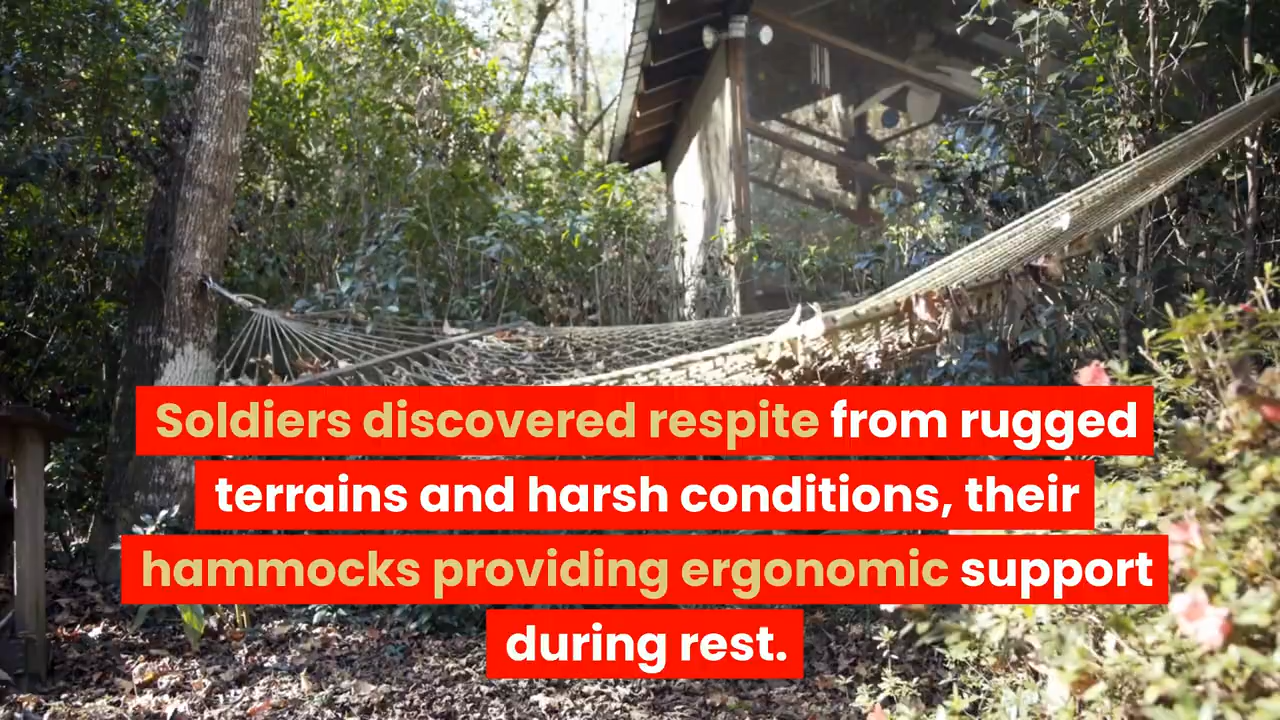 Soldiers discovered respite from rugged
terrains and harsh conditions, their
hammocks providing ergonomic support
during rest.